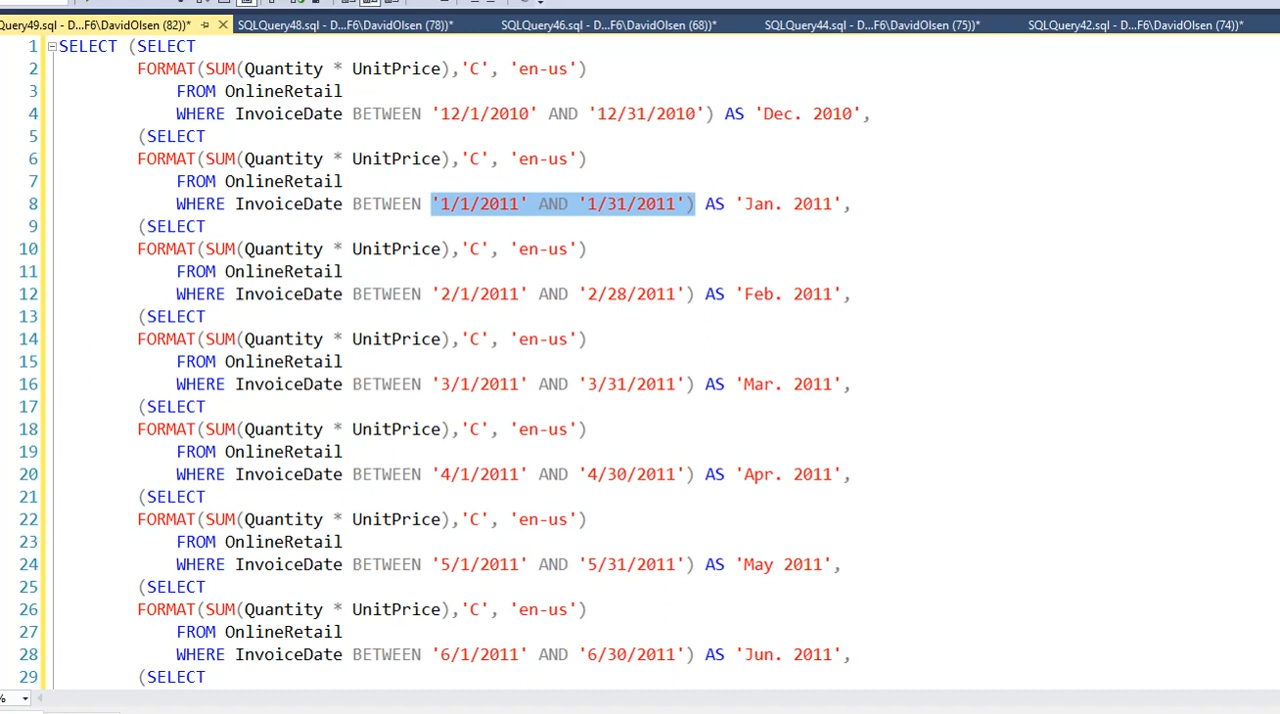 Query49.sql - D...F6\DavidOlsen (82))* SQLQuery48.sql - D...F6\DavidOlsen (78))* SQLQuery46.sql - D...F6\DavidOlsen (68))* SQLQuery44.sql - D...F6\DavidOlsen (75))* SQLQuery42.sql - D...F6\DavidOlsen (74))*
1 SELECT (SELECT
2 FORMAT(SUM(Quantity * UnitPrice),'C', 'en-us')
3 FROM OnlineRetail
4 WHERE InvoiceDate BETWEEN '12/1/2010' AND '12/31/2010') AS 'Dec. 2010',
5 (SELECT
6 FORMAT(SUM(Quantity * UnitPrice),'C', 'en-us')
7 FROM OnlineRetail
8 WHERE InvoiceDate BETWEEN '1/1/2011' AND '1/31/2011') AS 'Jan. 2011',
9 (SELECT
10 FORMAT(SUM(Quantity * UnitPrice),'C', 'en-us')
11 FROM OnlineRetail
12 WHERE InvoiceDate BETWEEN '2/1/2011' AND '2/28/2011') AS 'Feb. 2011',
13 (SELECT
14 FORMAT(SUM(Quantity * UnitPrice),'C', 'en-us')
15 FROM OnlineRetail
16 WHERE InvoiceDate BETWEEN '3/1/2011' AND '3/31/2011') AS 'Mar. 2011',
17 (SELECT
18 FORMAT(SUM(Quantity * UnitPrice),'C', 'en-us')
19 FROM OnlineRetail
20 WHERE InvoiceDate BETWEEN '4/1/2011' AND '4/30/2011') AS 'Apr. 2011',
21 (SELECT
22 FORMAT(SUM(Quantity * UnitPrice),'C', 'en-us')
23 FROM OnlineRetail
24 WHERE InvoiceDate BETWEEN '5/1/2011' AND '5/31/2011') AS 'May 2011',
25 (SELECT
26 FORMAT(SUM(Quantity * UnitPrice),'C', 'en-us')
27 FROM OnlineRetail
28 WHERE InvoiceDate BETWEEN '6/1/2011' AND '6/30/2011') AS 'Jun. 2011',
29 (SELECT
%